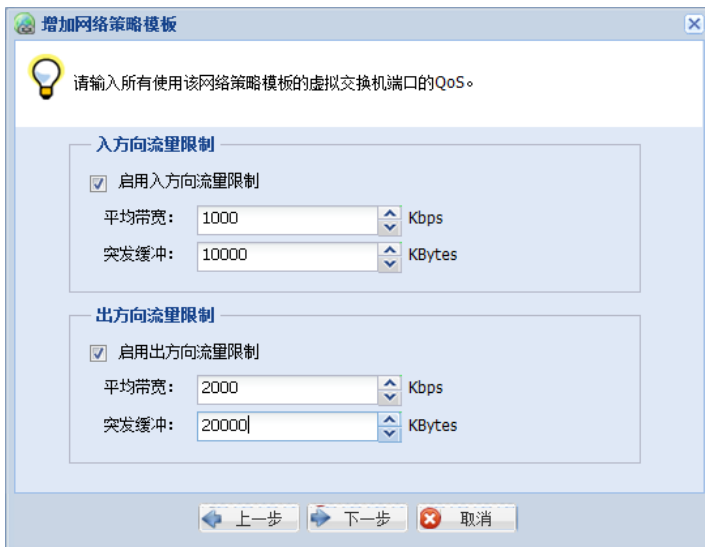 增加网络策略模板
请输入所有使用该网络策略模板的虚拟交换机端口的QoS。
入方向流量限制
启用入方向流量限制
平均带宽： 1000 Kbps
突发缓冲： 10000 KBytes
出方向流量限制
启用出方向流量限制
平均带宽： 2000 Kbps
突发缓冲： 20000 KBytes
上一步 下一步 取消